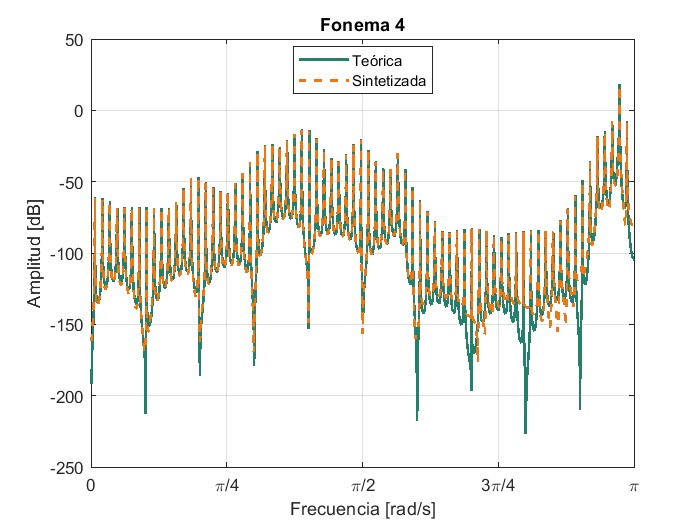 Fonema 4
Teórica
Sintetizada
Amplitud [dB]
50
0
-50
-100
-150
-200
-250
0
π/4
π/2
3π/4
π
Frecuencia [rad/s]